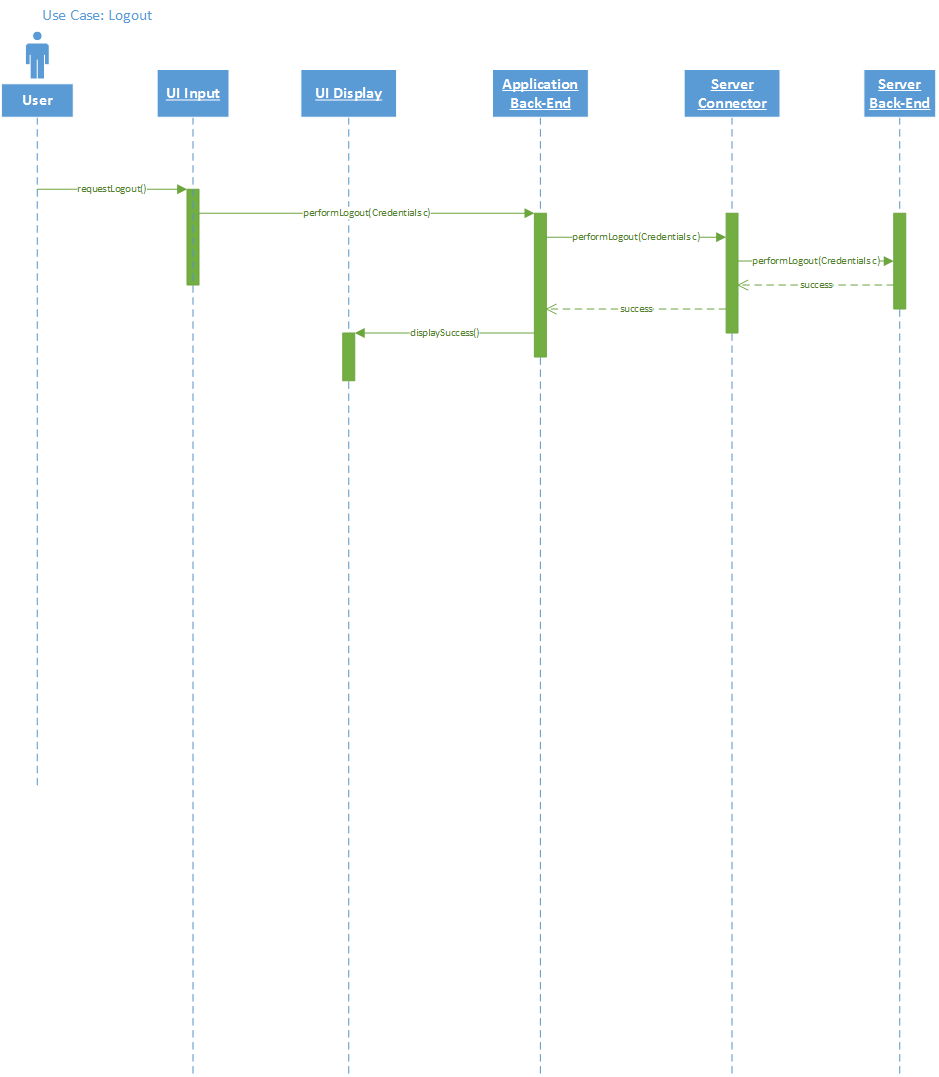 Use Case: Logout
User
UI Input
UI Display
Application
Back-End
Server
Connector
Server
Back-End
requestLogout()
performLogout(Credentials c)
performLogout(Credentials c)
performLogout(Credentials c)
success
success
displaySuccess()